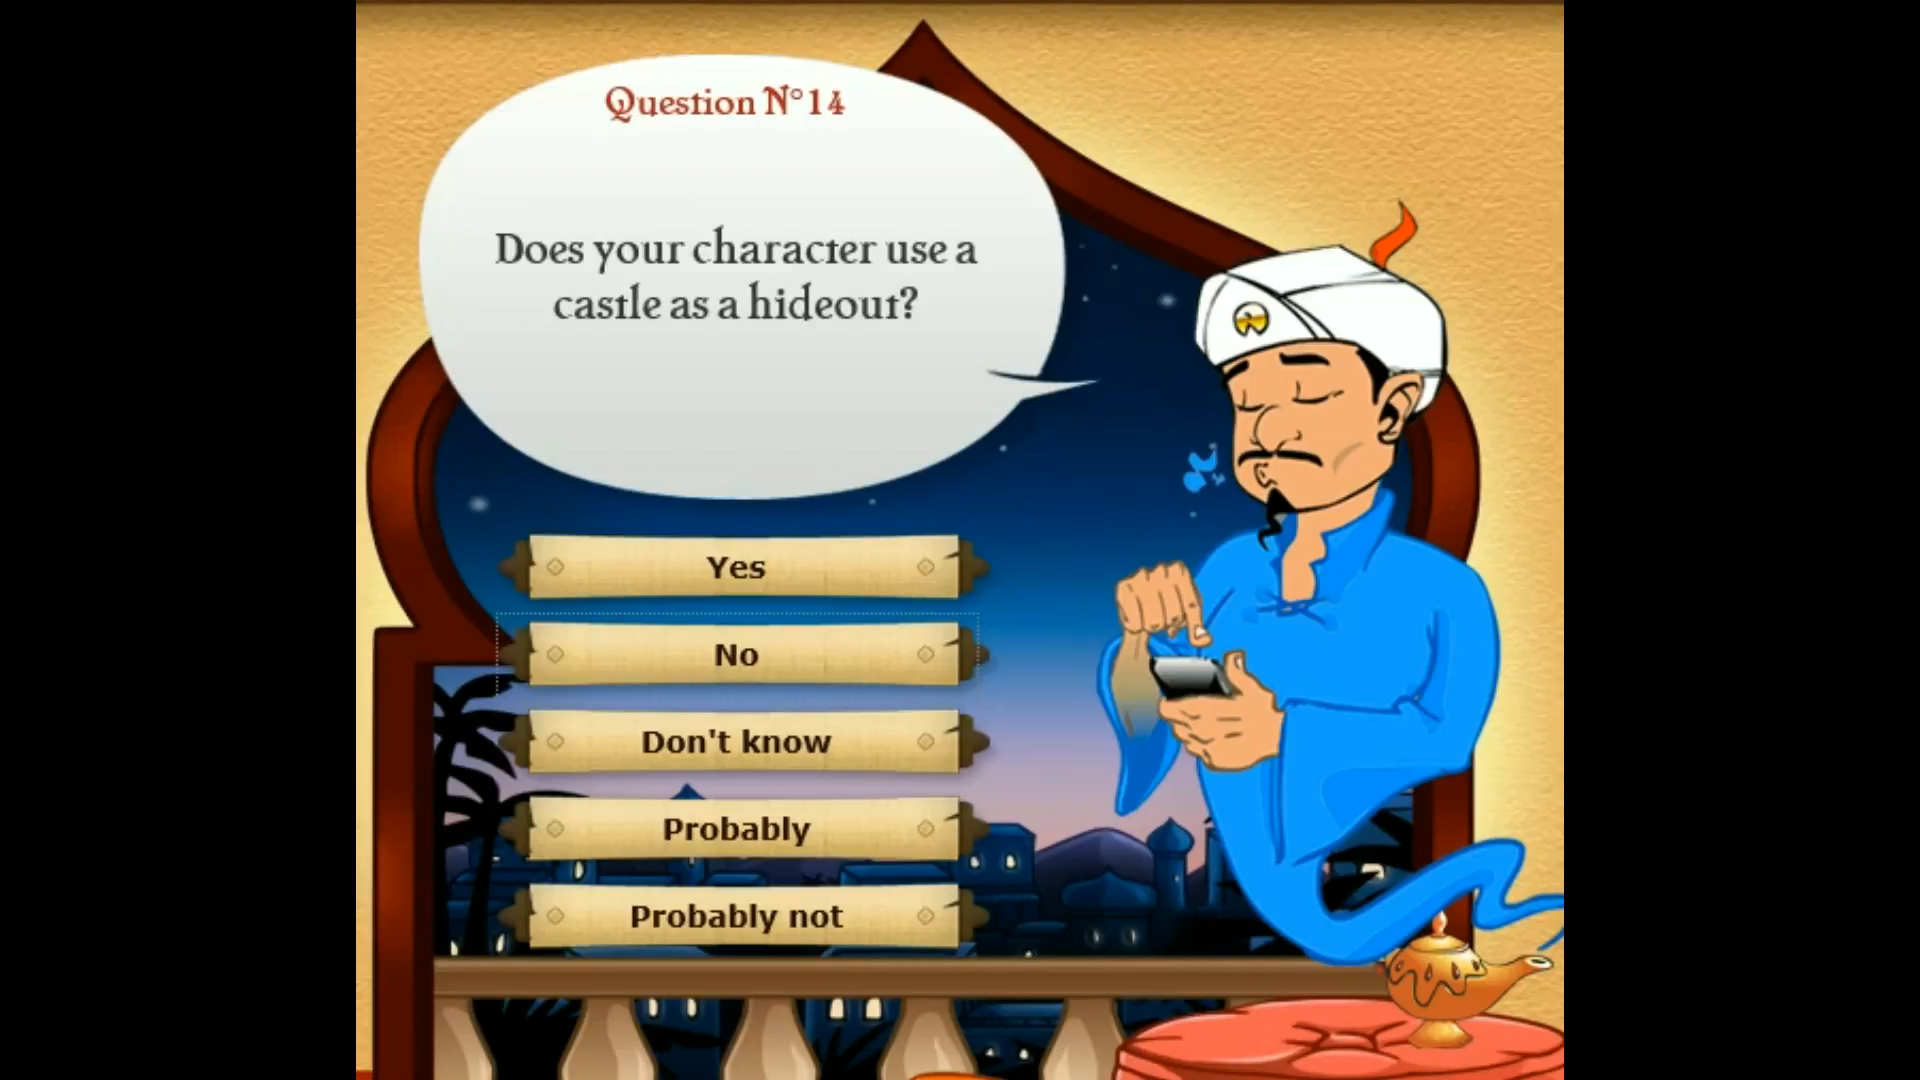 Question N°14
Does your character use a
castle as a hideout?
Yes
No
Don't know
Probably
Probably not